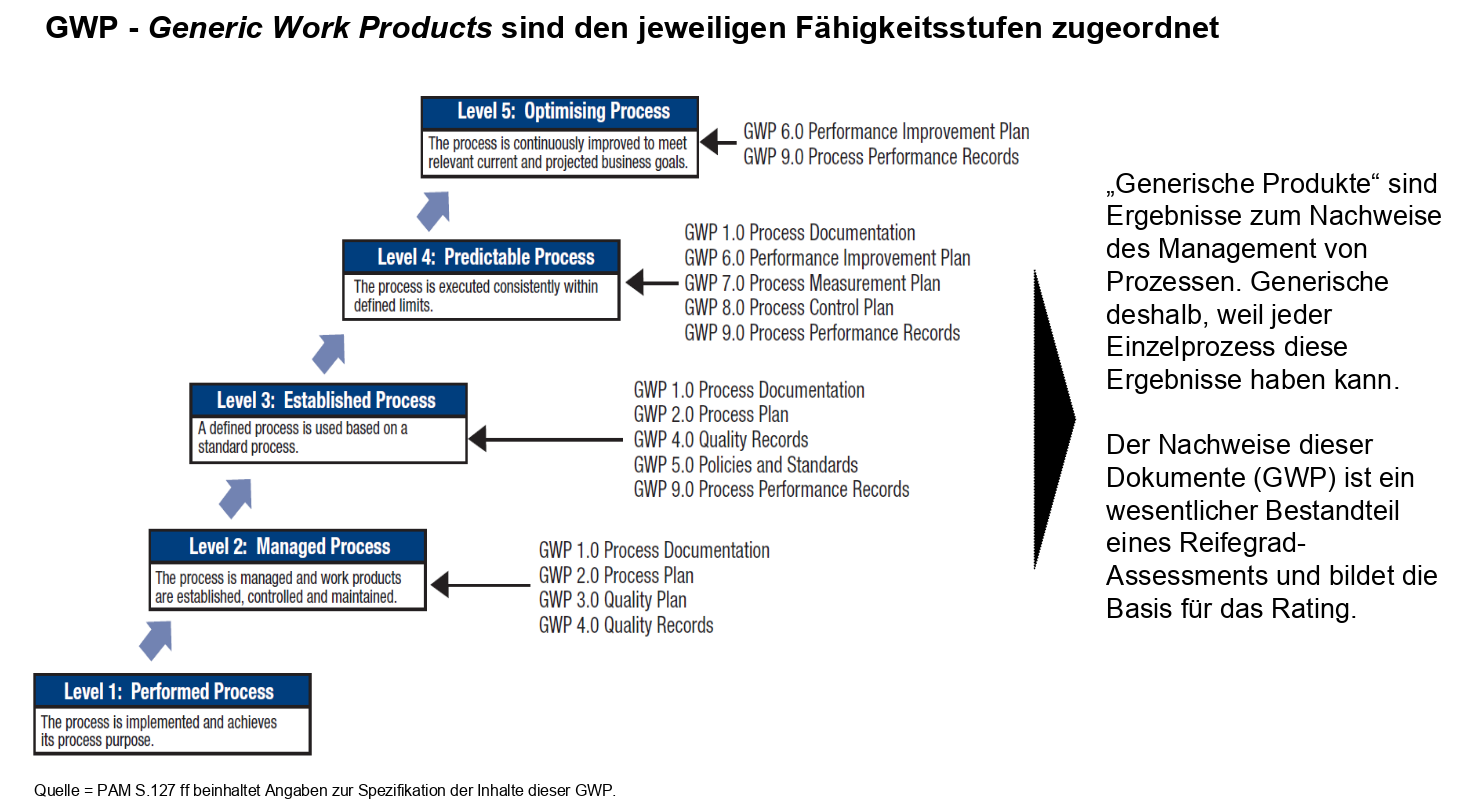 GWP - Generic Work Products sind den jeweiligen Fähigkeitsstufen zugeordnet
Level 5: Optimising Process
The process is continuously improved to meet
relevant current and projected business goals.
GWP 6.0 Performance Improvement Plan
GWP 9.0 Process Performance Records
Level 4: Predictable Process
The process is executed consistently within
defined limits.
GWP 1.0 Process Documentation
GWP 6.0 Performance Improvement Plan
GWP 7.0 Process Measurement Plan
GWP 8.0 Process Control Plan
GWP 9.0 Process Performance Records
Level 3: Established Process
A defined process is used based on a
standard process.
GWP 1.0 Process Documentation
GWP 2.0 Process Plan
GWP 4.0 Quality Records
GWP 5.0 Policies and Standards
GWP 9.0 Process Performance Records
Level 2: Managed Process
The process is managed and work products
are established, controlled and maintained.
GWP 1.0 Process Documentation
GWP 2.0 Process Plan
GWP 3.0 Quality Plan
GWP 4.0 Quality Records
Level 1: Performed Process
The process is implemented and achieves
its process purpose.
„Generische Produkte“ sind
Ergebnisse zum Nachweise
des Management von
Prozessen. Generische
deshalb, weil jeder
Einzelprozess diese
Ergebnisse haben kann.
Der Nachweise dieser
Dokumente (GWP) ist ein
wesentlicher Bestandteil
eines Reifegrad-
Assessments und bildet die
Basis für das Rating.
Quelle = PAM S.127 ff beinhaltet Angaben zur Spezifikation der Inhalte dieser GWP.